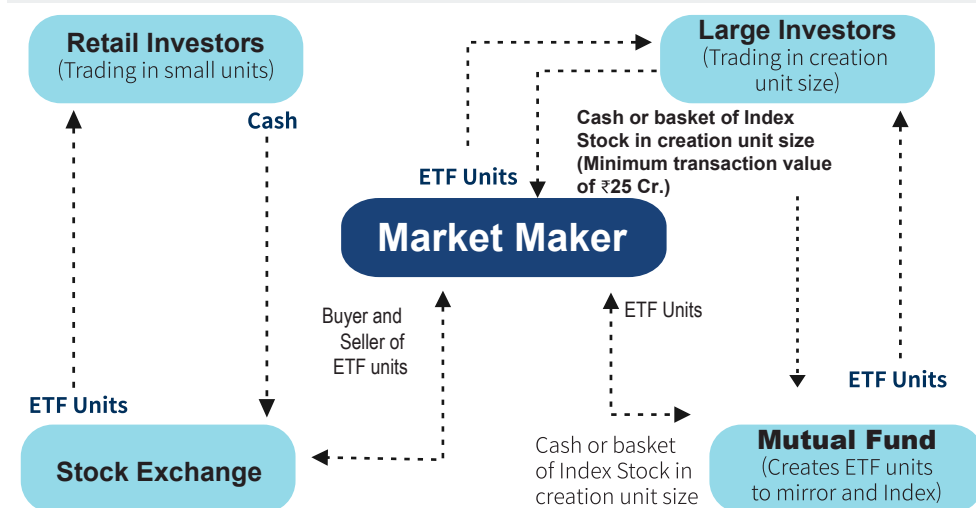 Retail Investors
(Trading in small units)
Large Investors
(Trading in creation
unit size)
Cash
Cash or basket of Index
Stock in creation unit size
(Minimum transaction value
of ₹25 Cr.)
ETF Units
Market Maker
Buyer and
Seller of
ETF units
ETF Units
ETF Units
ETF Units
Stock Exchange
Cash or basket
of Index Stock in
creation unit size
Mutual Fund
(Creates ETF units
to mirror and Index)